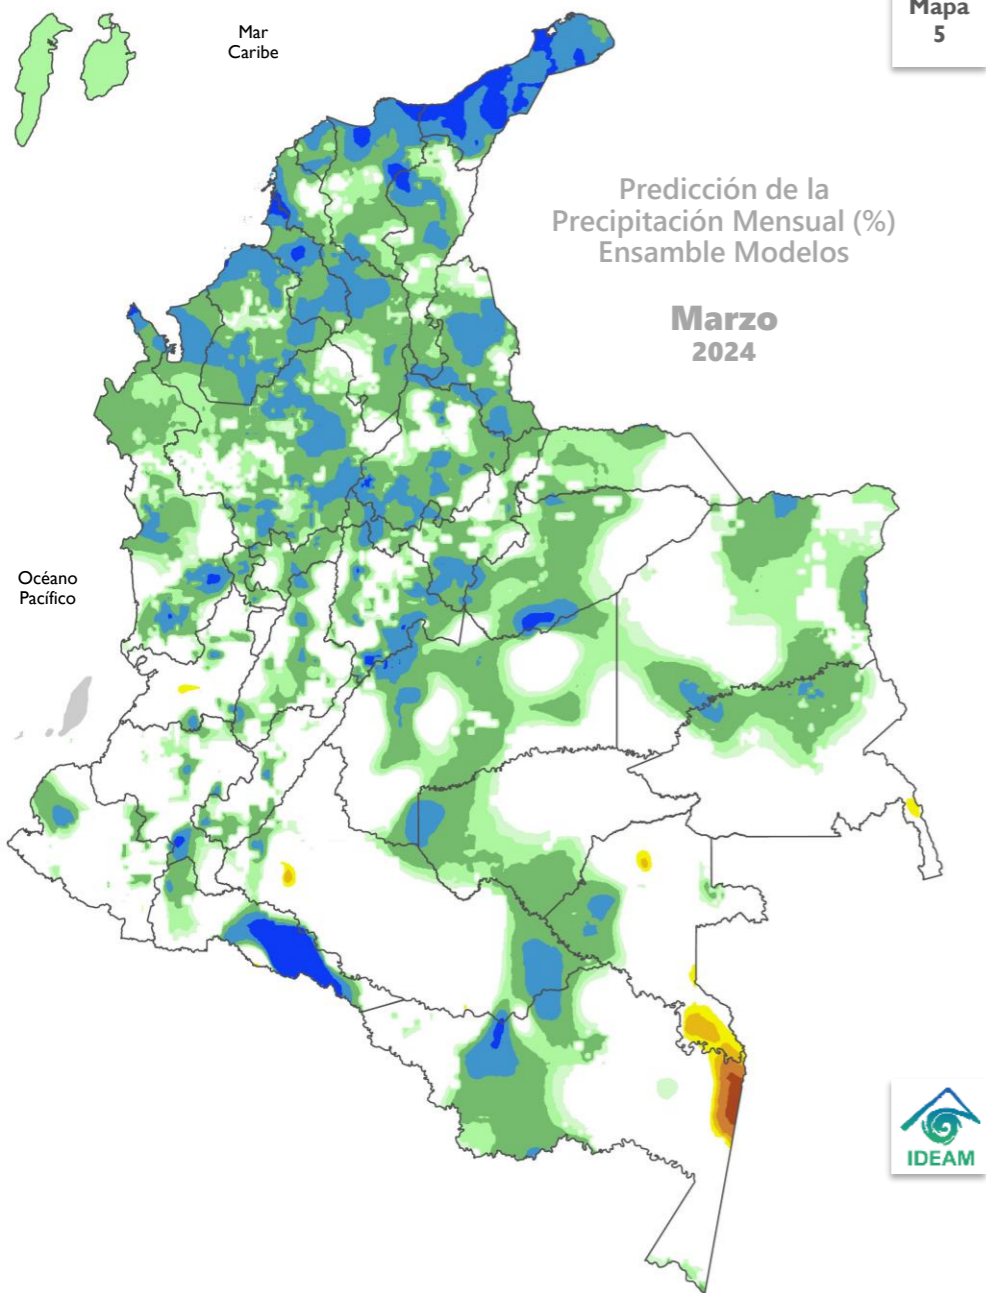 Mapa
5
Mar
Caribe
Predicción de la
Precipitación Mensual (%)
Ensamble Modelos
Marzo
2024
Océano
Pacífico
IDEAM